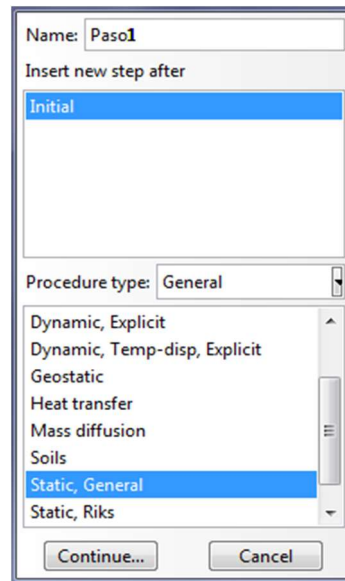 Name: Paso1
Insert new step after
Initial
Procedure type: General
Dynamic, Explicit
Dynamic, Temp-disp, Explicit
Geostatic
Heat transfer
Mass diffusion
Soils
Static, General
Static, Riks
Continue... Cancel